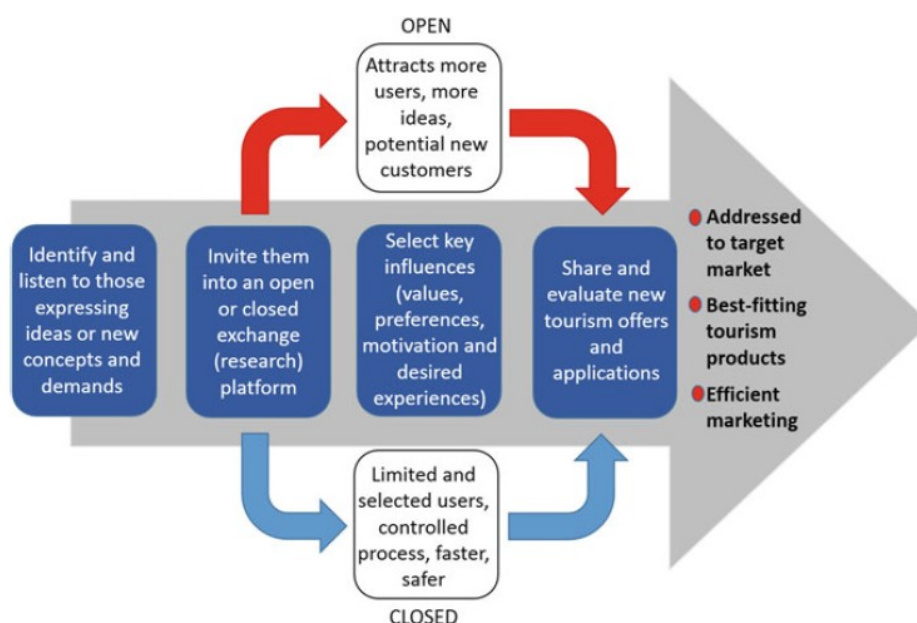 OPEN
Attracts more
users, more
ideas,
potential new
customers
Identify and
listen to those
expressing
ideas or new
concepts and
demands
Invite them
into an open
or closed
exchange
(research)
platform
Select key
influences
(values,
preferences,
motivation and
desired
experiences)
Share and
evaluate new
tourism offers
and
applications
Addressed
to target
market
Best-fitting
tourism
products
Efficient
marketing
Limited and
selected users,
controlled
process, faster,
safer
CLOSED